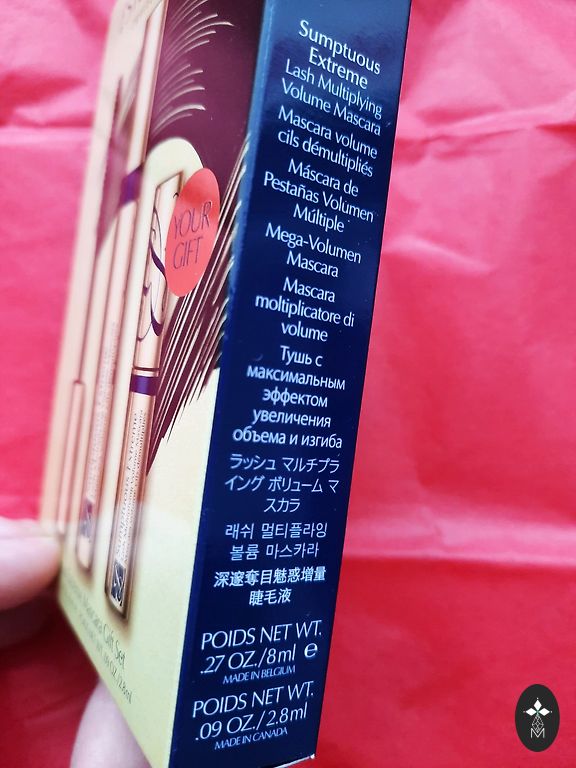 Sumptuous
Extreme
Lash Multiplying
Volume Mascara
Mascara volume
cils démultipliés
Máscara de
Pestañas Volumen
Múltiple
Mega-Volumen
Mascara
Mascara
moltiplicatore di
volume
Тушь с
максимальным
эффектом
увеличения
объема и изгиба
ラッシュ マルチプラ
イング ボリューム マ
スカラ
래쉬 멀티플라잉
볼륨 마스카라
深邃奪目魅惑增量
睫毛液
POIDS NET WT.
.27 OZ./8ml e
MADE IN BELGIUM
POIDS NET WT.
.09 OZ./2.8ml
MADE IN CANADA
YOUR
GIFT
Mascara Gift Set